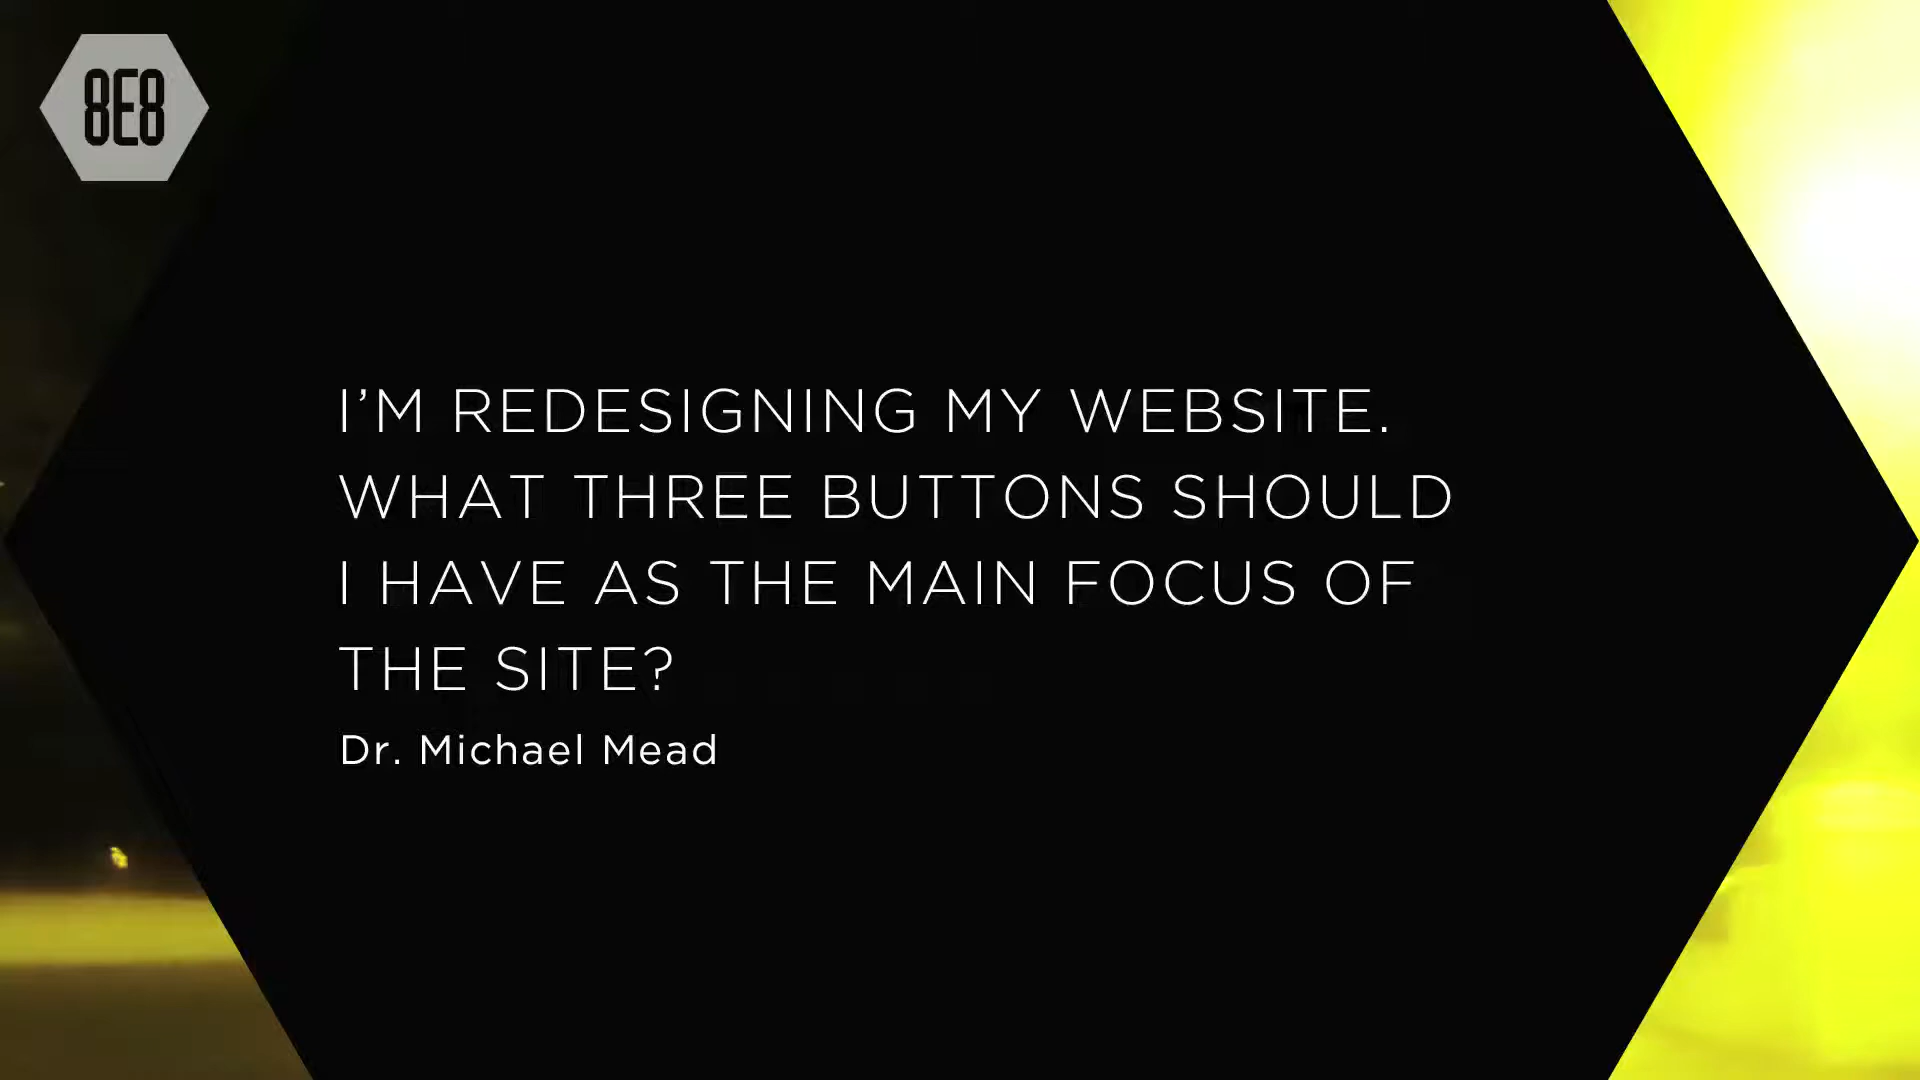 8E8
I’M REDESIGNING MY WEBSITE.
WHAT THREE BUTTONS SHOULD
I HAVE AS THE MAIN FOCUS OF
THE SITE?
Dr. Michael Mead